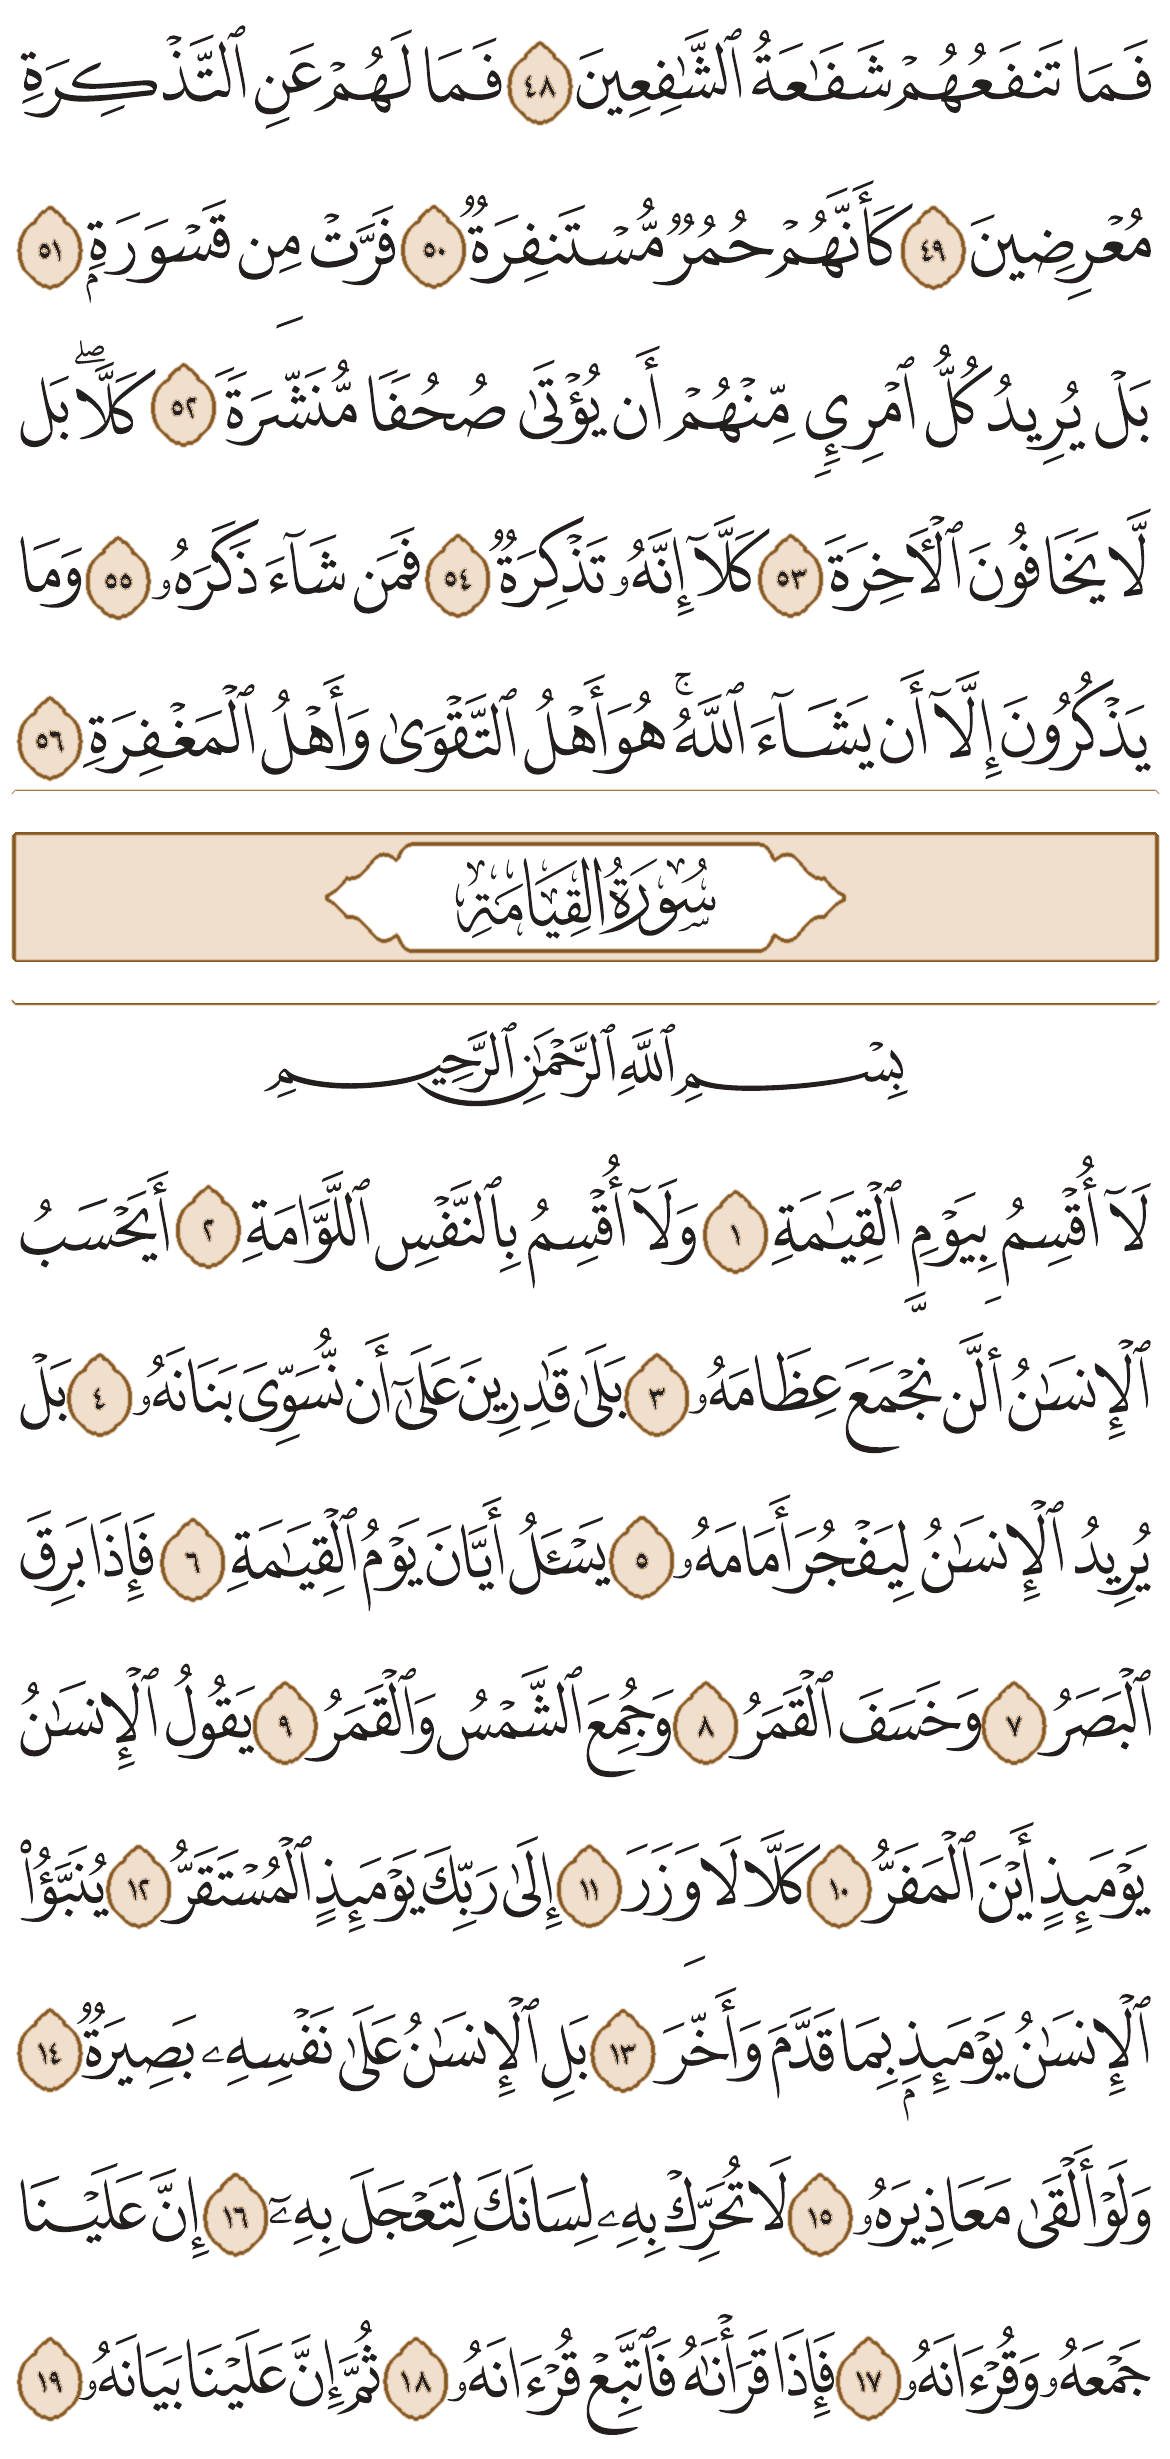 فَمَا تَنفَعُهُمْ شَفَـٰعَةُ ٱلشَّـٰفِعِينَ ٤٨ فَمَا لَهُمْ عَنِ ٱلتَّذْكِرَةِ
مُعْرِضِينَ ٤٩ كَأَنَّهُمْ حُمُرٌ مُّسْتَنفِرَةٌ ٥٠ فَرَّتْ مِن قَسْوَرَةٍۭ ٥١
بَلْ يُرِيدُ كُلُّ ٱمْرِئٍ مِّنْهُمْ أَن يُؤْتَىٰ صُحُفًا مُّنَشَّرَةً ٥٢ كَلَّاۖ بَل
لَّا يَخَافُونَ ٱلْـَٔاخِرَةَ ٥٣ كَلَّآ إِنَّهُۥ تَذْكِرَةٌ ٥٤ فَمَن شَآءَ ذَكَرَهُۥ ٥٥ وَمَا
يَذْكُرُونَ إِلَّآ أَن يَشَآءَ ٱللَّهُۚ هُوَ أَهْلُ ٱلتَّقْوَىٰ وَأَهْلُ ٱلْمَغْفِرَةِ ٥٦
سُورَةُ القِيَامَةِ
بِسْمِ ٱللَّهِ ٱلرَّحْمَـٰنِ ٱلرَّحِيمِ
لَآ أُقْسِمُ بِيَوْمِ ٱلْقِيَـٰمَةِ ١ وَلَآ أُقْسِمُ بِٱلنَّفْسِ ٱللَّوَّامَةِ ٢ أَيَحْسَبُ
ٱلْإِنسَـٰنُ أَلَّن نَّجْمَعَ عِظَامَهُۥ ٣ بَلَىٰ قَـٰدِرِينَ عَلَىٰٓ أَن نُّسَوِّىَ بَنَانَهُۥ ٤ بَلْ
يُرِيدُ ٱلْإِنسَـٰنُ لِيَفْجُرَ أَمَامَهُۥ ٥ يَسْـَٔلُ أَيَّانَ يَوْمُ ٱلْقِيَـٰمَةِ ٦ فَإِذَا بَرِقَ
ٱلْبَصَرُ ٧ وَخَسَفَ ٱلْقَمَرُ ٨ وَجُمِعَ ٱلشَّمْسُ وَٱلْقَمَرُ ٩ يَقُولُ ٱلْإِنسَـٰنُ
يَوْمَئِذٍ أَيْنَ ٱلْمَفَرُّ ١٠ كَلَّا لَا وَزَرَ ١١ إِلَىٰ رَبِّكَ يَوْمَئِذٍ ٱلْمُسْتَقَرُّ ١٢ يُنَبَّؤُا۟
ٱلْإِنسَـٰنُ يَوْمَئِذٍۭ بِمَا قَدَّمَ وَأَخَّرَ ١٣ بَلِ ٱلْإِنسَـٰنُ عَلَىٰ نَفْسِهِۦ بَصِيرَةٌ ١٤
وَلَوْ أَلْقَىٰ مَعَاذِيرَهُۥ ١٥ لَا تُحَرِّكْ بِهِۦ لِسَانَكَ لِتَعْجَلَ بِهِۦٓ ١٦ إِنَّ عَلَيْنَا
جَمْعَهُۥ وَقُرْءَانَهُۥ ١٧ فَإِذَا قَرَأْنَـٰهُ فَٱتَّبِعْ قُرْءَانَهُۥ ١٨ ثُمَّ إِنَّ عَلَيْنَا بَيَانَهُۥ ١٩